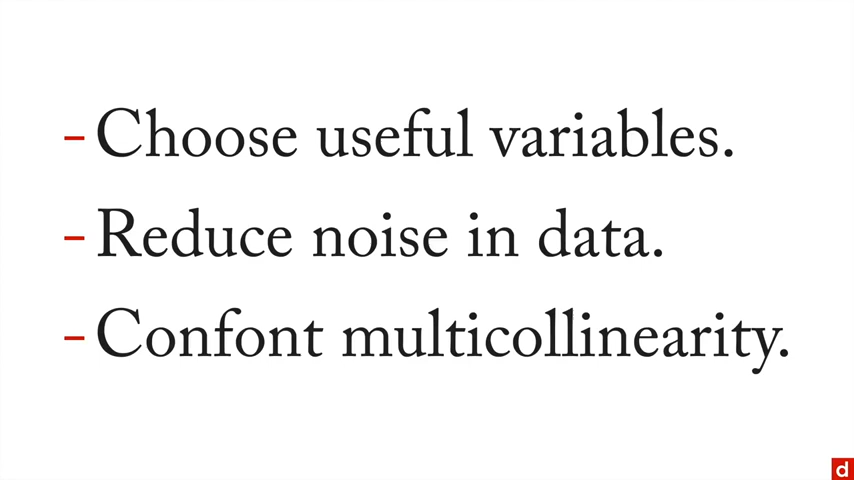 - Choose useful variables.
- Reduce noise in data.
- Confont multicollinearity.
d